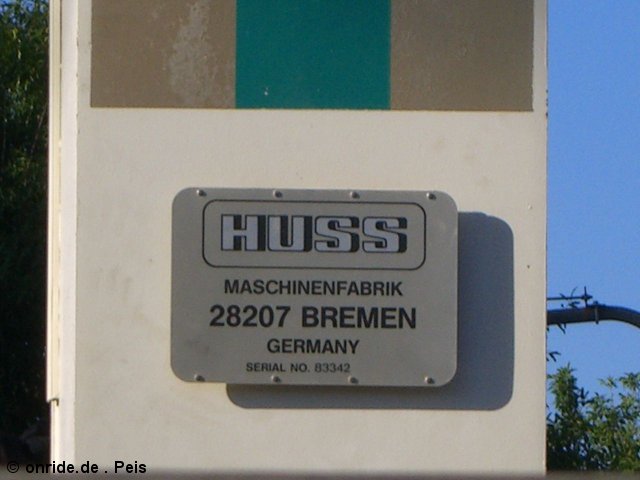 HUSS
MASCHINENFABRIK
28207 BREMEN
GERMANY
SERIAL NO. 83342
© onride.de . Peis